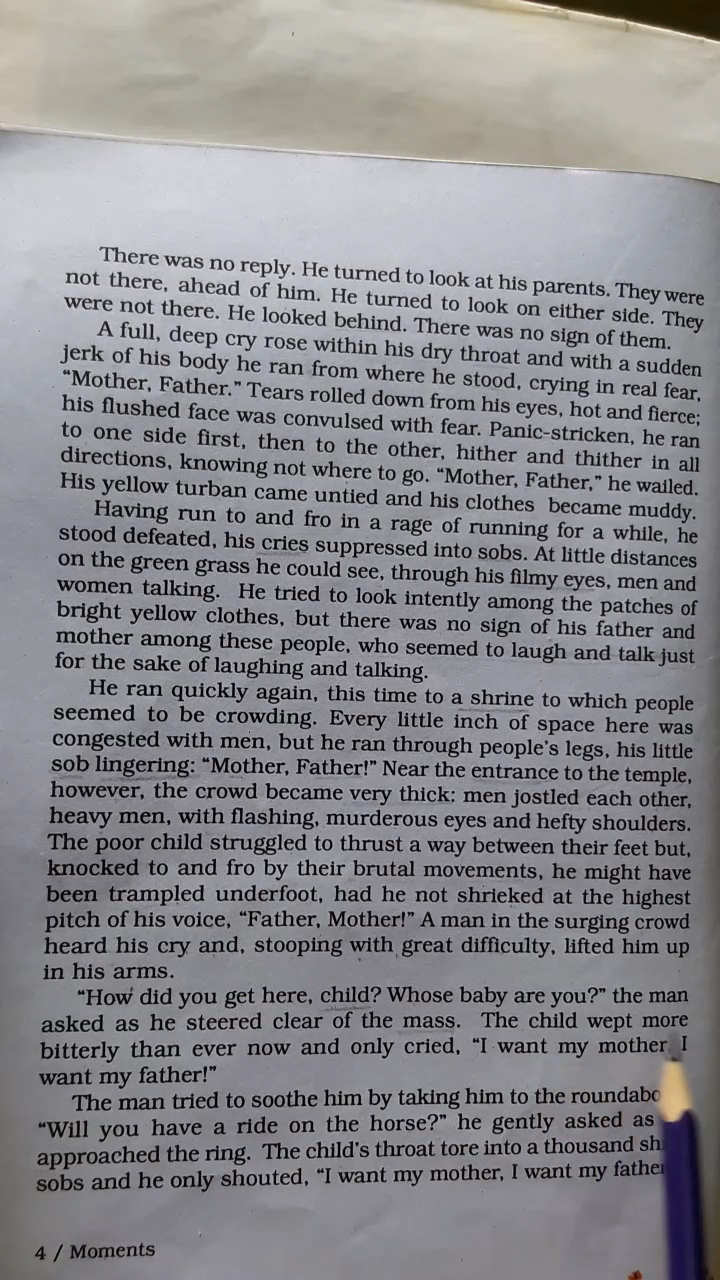 There was no reply. He turned to look at his parents. They were
not there, ahead of him. He turned to look on either side. They
were not there. He looked behind. There was no sign of them.
A full, deep cry rose within his dry throat and with a sudden
jerk of his body he ran from where he stood, crying in real fear,
“Mother, Father.” Tears rolled down from his eyes, hot and fierce;
his flushed face was convulsed with fear. Panic-stricken, he ran
to one side first, then to the other, hither and thither in all
directions, knowing not where to go. “Mother, Father,” he wailed.
His yellow turban came untied and his clothes became muddy.
Having run to and fro in a rage of running for a while, he
stood defeated, his cries suppressed into sobs. At little distances
on the green grass he could see, through his filmy eyes, men and
women talking. He tried to look intently among the patches of
bright yellow clothes, but there was no sign of his father and
mother among these people, who seemed to laugh and talk just
for the sake of laughing and talking.
He ran quickly again, this time to a shrine to which people
seemed to be crowding. Every little inch of space here was
congested with men, but he ran through people’s legs, his little
sob lingering: “Mother, Father!” Near the entrance to the temple,
however, the crowd became very thick: men jostled each other,
heavy men, with flashing, murderous eyes and hefty shoulders.
The poor child struggled to thrust a way between their feet but,
knocked to and fro by their brutal movements, he might have
been trampled underfoot, had he not shrieked at the highest
pitch of his voice, “Father, Mother!” A man in the surging crowd
heard his cry and, stooping with great difficulty, lifted him up
in his arms.
“How did you get here, child? Whose baby are you?” the man
asked as he steered clear of the mass. The child wept more
bitterly than ever now and only cried, “I want my mother I
want my father!”
The man tried to soothe him by taking him to the
“Will you have a ride on the horse?” he gently asked as
approached the ring. The child’s throat tore into a thousand
sobs and he only shouted, “I want my mother, I want my
4 / Moments